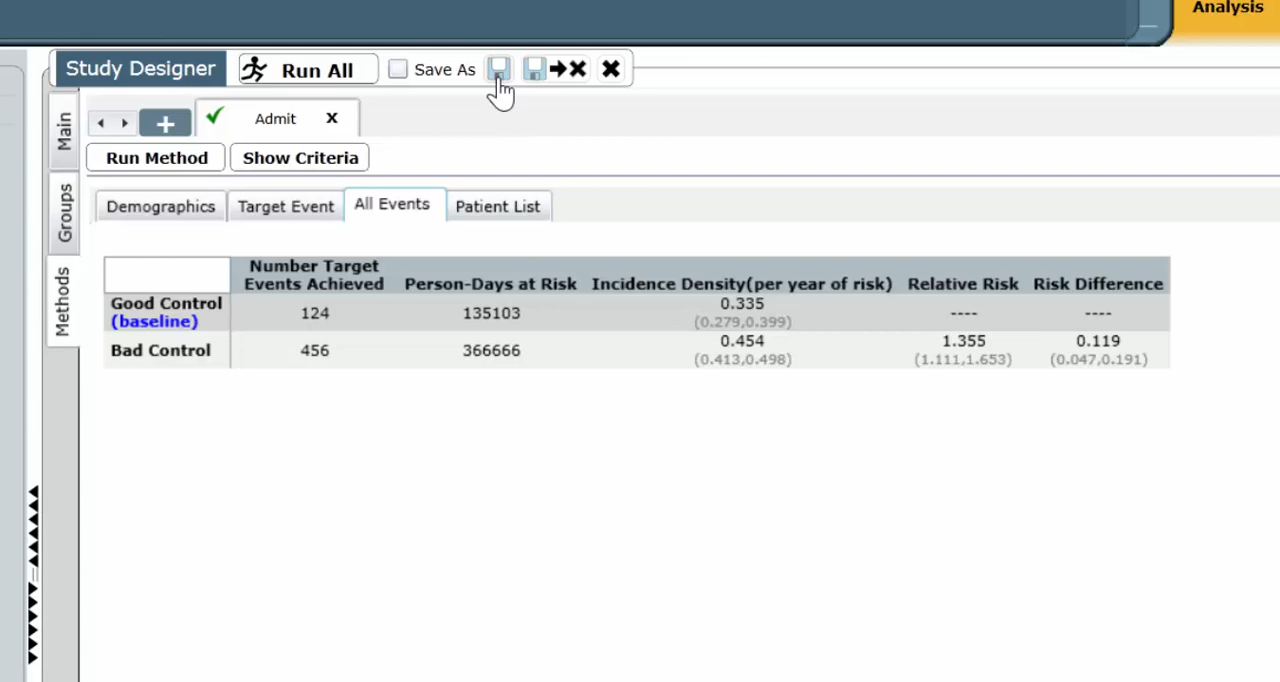 Analysis
Study Designer Run All Save As
Admit x
Run Method Show Criteria
Main
Groups
Methods
Demographics Target Event All Events Patient List
Number Target
Events Achieved Person-Days at Risk Incidence Density(per year of risk) Relative Risk Risk Difference
Good Control
(baseline) 124 135103 0.335 ---- ----
(0.279,0.399)
Bad Control 456 366666 0.454 1.355 0.119
(0.413,0.498) (1.111,1.653) (0.047,0.191)